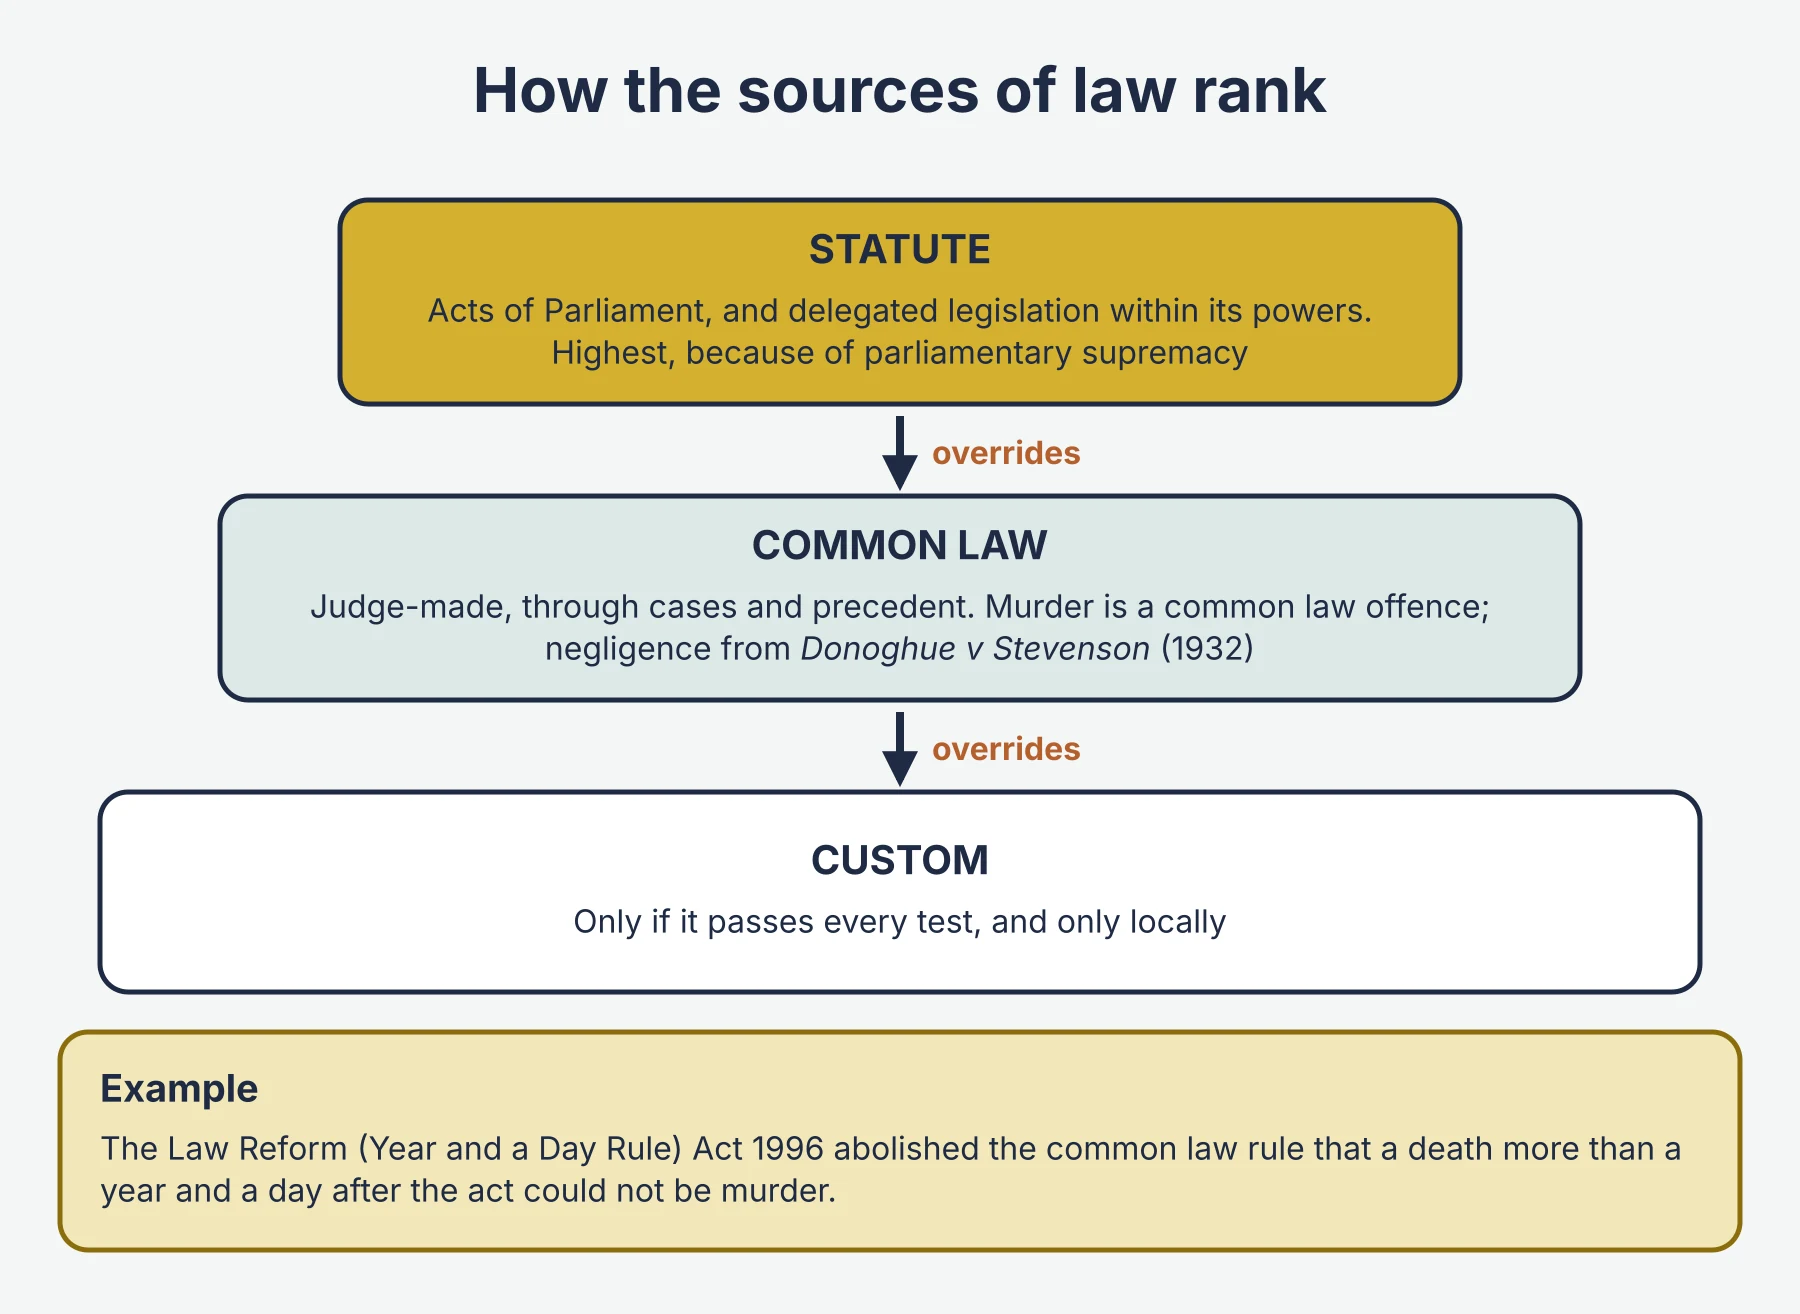 How the sources of law rank
STATUTE
Acts of Parliament, and delegated legislation within its powers.
Highest, because of parliamentary supremacy
overrides
COMMON LAW
Judge-made, through cases and precedent. Murder is a common law offence;
negligence from Donoghue v Stevenson (1932)
overrides
CUSTOM
Only if it passes every test, and only locally
Example
The Law Reform (Year and a Day Rule) Act 1996 abolished the common law rule that a death more than a
year and a day after the act could not be murder.